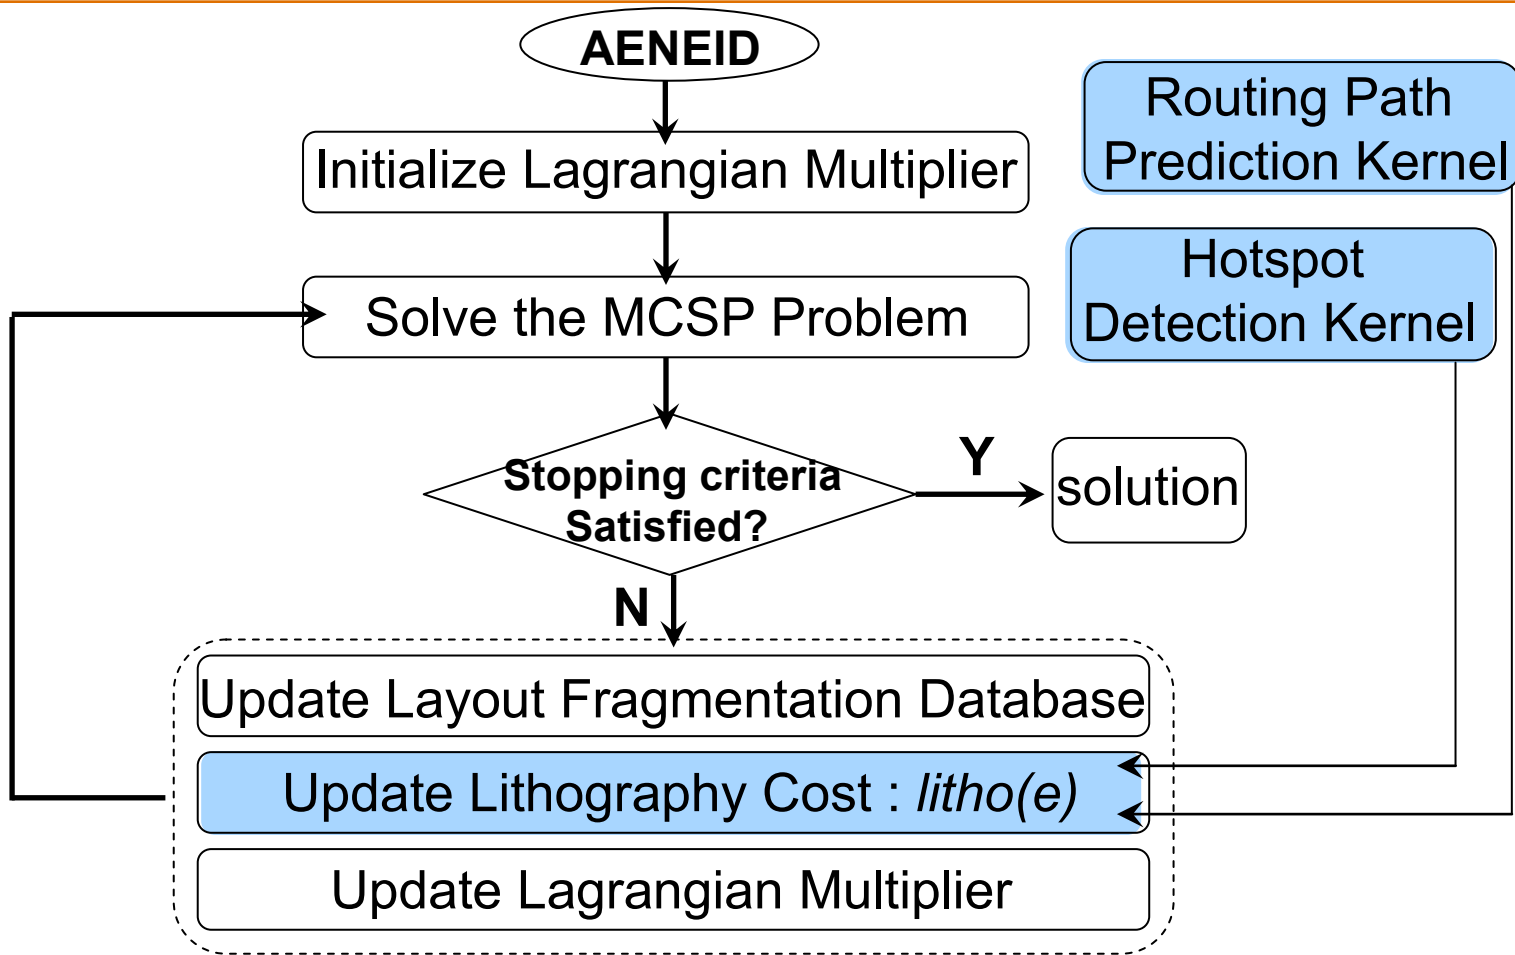 AENEID
Initialize Lagrangian Multiplier
Routing Path
Prediction Kernel
Solve the MCSP Problem
Hotspot
Detection Kernel
Stopping criteria
Satisfied?
Y
solution
N
Update Layout Fragmentation Database
Update Lithography Cost : litho(e)
Update Lagrangian Multiplier